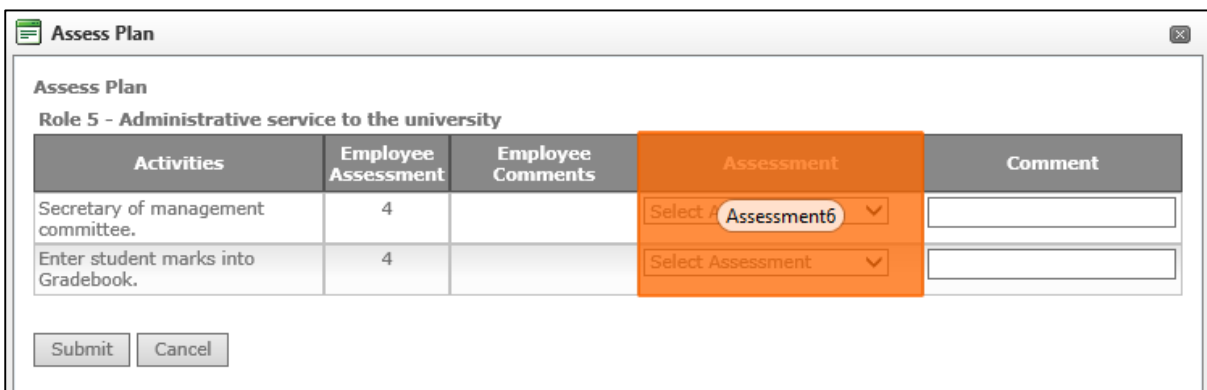 Assess Plan
Assess Plan
Role 5 - Administrative service to the university
Activities Employee Assessment Employee Comments Assessment Comment
Secretary of management committee. 4 Select A Assessment6
Enter student marks into Gradebook. 4 Select Assessment
Submit Cancel